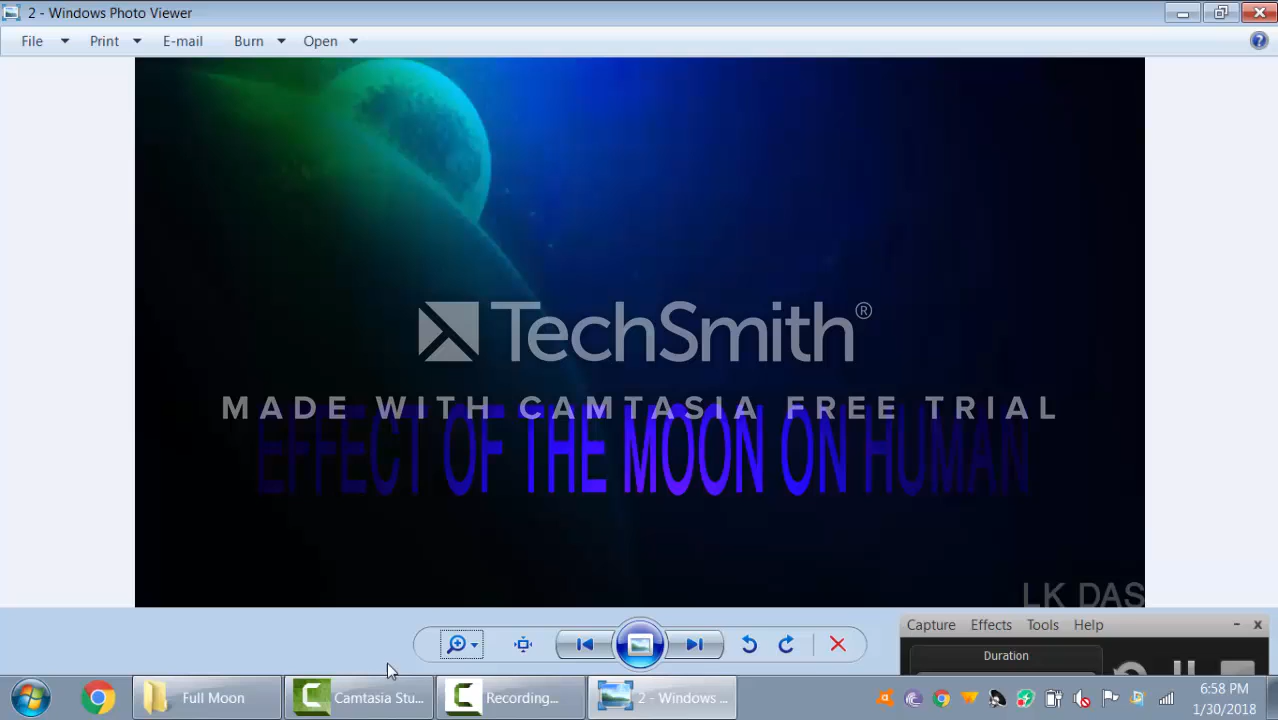 2 - Windows Photo Viewer
File Print E-mail Burn Open
TechSmith®
MADE WITH CAMTASIA FREE TRIAL
EFFECT OF THE MOON ON HUMAN
LK DAS
Capture Effects Tools Help
Duration
Full Moon
Camtasia Stu...
Recording...
2 - Windows ...
6:58 PM
1/30/2018